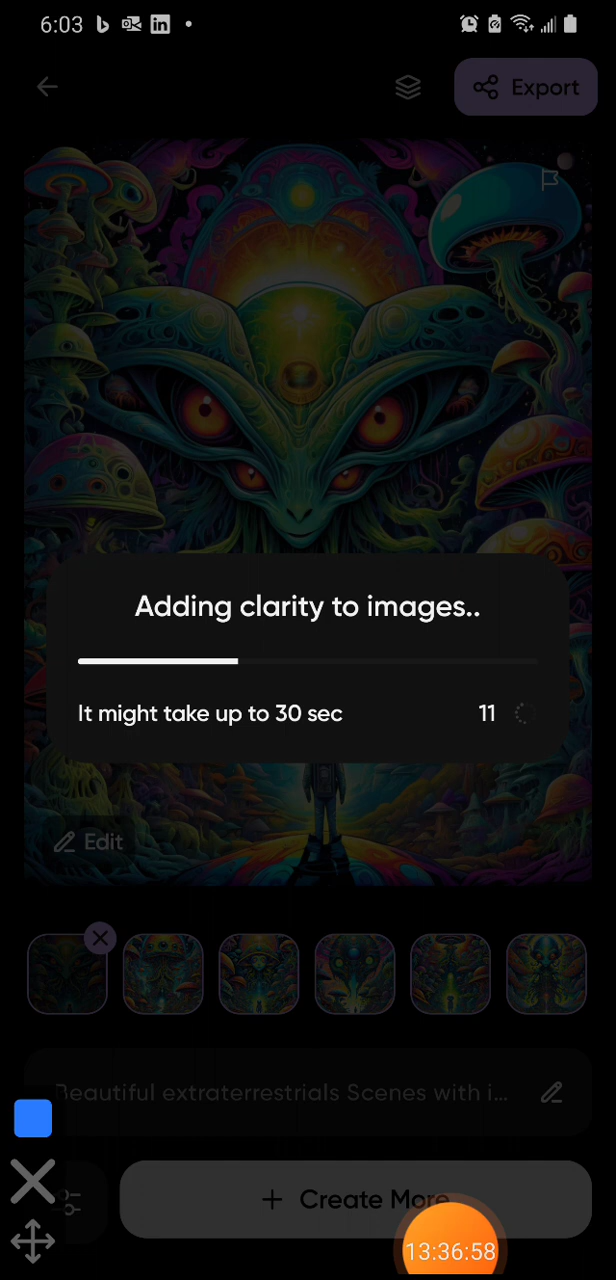 6:03
Export
Adding clarity to images..
It might take up to 30 sec 11
Edit
Beautiful extraterrestrials Scenes with i...
+ Create More
13:36:58